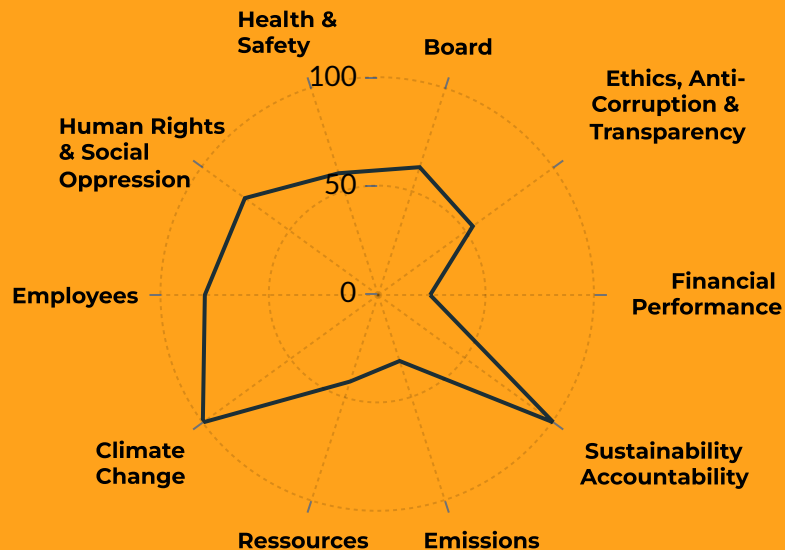 Health &
Safety
Board
100
Ethics, Anti-
Corruption &
Transparency
Human Rights
& Social
Oppression
50
Financial
Performance
Employees
0
Climate
Change
Sustainability
Accountability
Ressources
Emissions